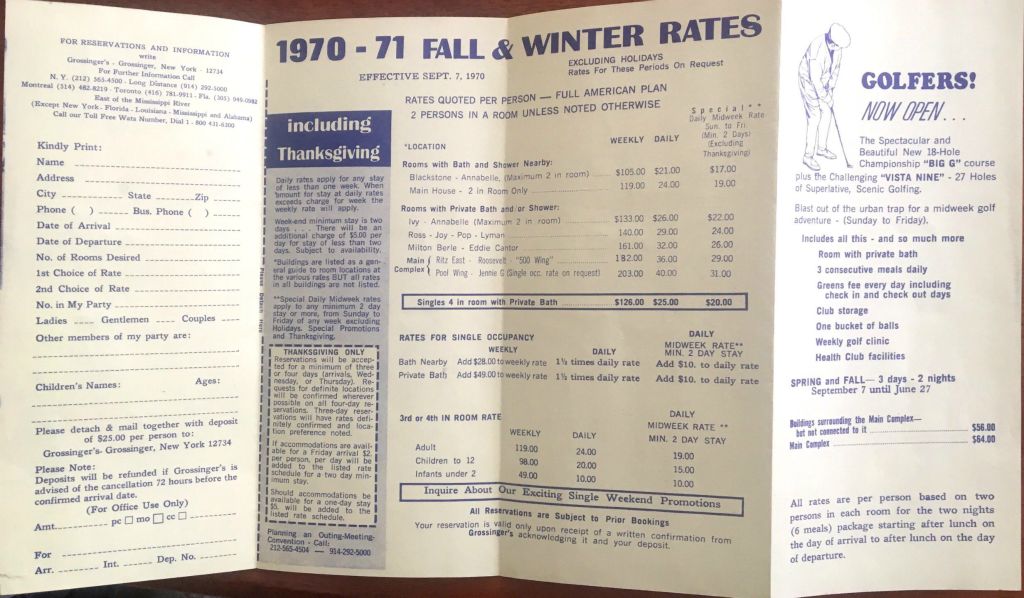 FOR RESERVATIONS AND INFORMATION
write
Grossinger's - Grossinger, New York - 12734
For Further Information Call
N. Y. (212) 565-4500 - Long Distance (914) 292-5000
Montreal (514) 482-8219 - Toronto (416) 781-9911 - Fla. (305) 949-0982
East of the Mississippi River
(Except New York - Florida - Louisiana - Mississippi and Alabama)
Call our Toll Free Wats Number, Dial 1 - 800 431-6300
Kindly Print:
Name
Address
City State Zip
Phone ( ) Bus. Phone ( )
Date of Arrival
Date of Departure
No. of Rooms Desired
1st Choice of Rate
2nd Choice of Rate
No. in My Party
Ladies Gentlemen Couples
Other members of my party are:
Children's Names: Ages:
Please detach & mail together with deposit
of $25.00 per person to:
Grossinger's- Grossinger, New York 12734
Please Note:
Deposits will be refunded if Grossinger's is
advised of the cancellation 72 hours before the
confirmed arrival date.
(For Office Use Only)
Amt. pc mo cc
For
Arr. Int. Dep. No.
Please Detach Here
1970 - 71 FALL & WINTER RATES
EFFECTIVE SEPT. 7, 1970
EXCLUDING HOLIDAYS
Rates For These Periods On Request
including
Thanksgiving
Daily rates apply for any stay
of less than one week. When
amount for stay at daily rates
exceeds charge for week the
weekly rate will apply.
Week-end minimum stay is two
days . . . There will be an
additional charge of $5.00 per
day for stay of less than two
days. Subject to availability.
*Buildings are listed as a gen-
eral guide to room locations at
the various rates BUT all rates
in all buildings are not listed.
**Special Daily Midweek rates
apply to any minimum 2 day
stay or more, from Sunday to
Friday of any week excluding
Holidays. Special Promotions
and Thanksgiving.
THANKSGIVING ONLY
Reservations will be accep-
ted for a minimum of three
or four days (arrivals, Wed-
nesday, or Thursday). Re-
quests for definite locations
will be confirmed wherever
possible on all four-day re-
servations. Three-day reser-
vations will have rates defi-
nitely confirmed and loca-
tion preference noted.
If accommodations are avail-
able for a Friday arrival $2.
per person, per day will be
added to the listed rate
schedule for a two day min-
imum stay.
Should accommodations be
available for a one-day stay
$5. will be added to the
listed rate schedule.
Planning an Outing-Meeting-
Convention - Call:
212-565-4504 — 914-292-5000
RATES QUOTED PER PERSON — FULL AMERICAN PLAN
2 PERSONS IN A ROOM UNLESS NOTED OTHERWISE
*LOCATION WEEKLY DAILY Special** Daily Midweek Rate Sun. to Fri. (Min. 2 Days) (Excluding Thanksgiving)
Rooms with Bath and Shower Nearby:
Blackstone - Annabelle, (Maximum 2 in room) $105.00 $21.00 $17.00
Main House - 2 in Room Only 119.00 24.00 19.00
Rooms with Private Bath and/or Shower:
Ivy - Annabelle (Maximum 2 in room) $133.00 $26.00 $22.00
Ross - Joy - Pop - Lyman 140.00 29.00 24.00
Milton Berle - Eddie Cantor 161.00 32.00 26.00
Main Complex { Ritz East - Roosevelt - "500 Wing" 182.00 36.00 29.00
Pool Wing - Jennie G (Single occ. rate on request) 203.00 40.00 31.00
Singles 4 in room with Private Bath $126.00 $25.00 $20.00
RATES FOR SINGLE OCCUPANCY
WEEKLY DAILY DAILY MIDWEEK RATE** MIN. 2 DAY STAY
Bath Nearby Add $28.00 to weekly rate 1½ times daily rate Add $10. to daily rate
Private Bath Add $49.00 to weekly rate 1½ times daily rate Add $10. to daily rate
3rd or 4th IN ROOM RATE
WEEKLY DAILY DAILY MIDWEEK RATE ** MIN. 2 DAY STAY
Adult 119.00 24.00 19.00
Children to 12 98.00 20.00 15.00
Infants under 2 49.00 10.00 10.00
Inquire About Our Exciting Single Weekend Promotions
All Reservations are Subject to Prior Bookings
Your reservation is valid only upon receipt of a written confirmation from
Grossinger's acknowledging it and your deposit.
GOLFERS!
NOW OPEN . . .
The Spectacular and
Beautiful New 18-Hole
Championship "BIG G" course
plus the Challenging "VISTA NINE" - 27 Holes
of Superlative, Scenic Golfing.
Blast out of the urban trap for a midweek golf
adventure - (Sunday to Friday).
Includes all this - and so much more
Room with private bath
3 consecutive meals daily
Greens fee every day including
check in and check out days
Club storage
One bucket of balls
Weekly golf clinic
Health Club facilities
SPRING and FALL— 3 days - 2 nights
September 7 until June 27
Buildings surrounding the Main Complex—
but not connected to it $56.00
Main Complex $64.00
All rates are per person based on two
persons in each room for the two nights
(6 meals) package starting after lunch on
the day of arrival to after lunch on the day
of departure.